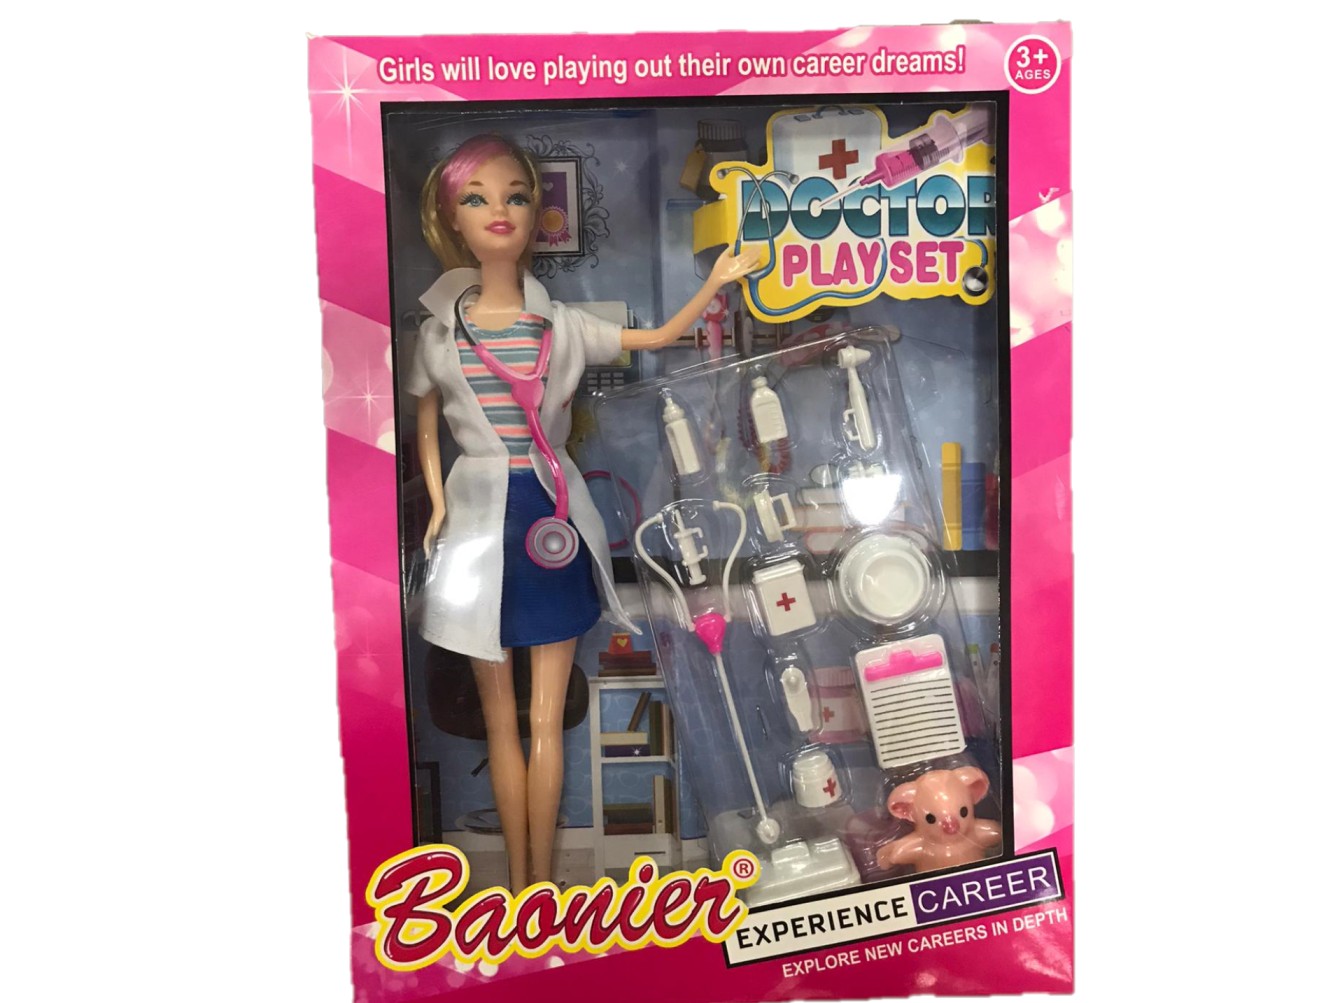 Girls will love playing out their own career dreams!
3+
AGES
DOCTOR
PLAY SET
Baonier®
EXPERIENCE CAREER
EXPLORE NEW CAREERS IN DEPTH